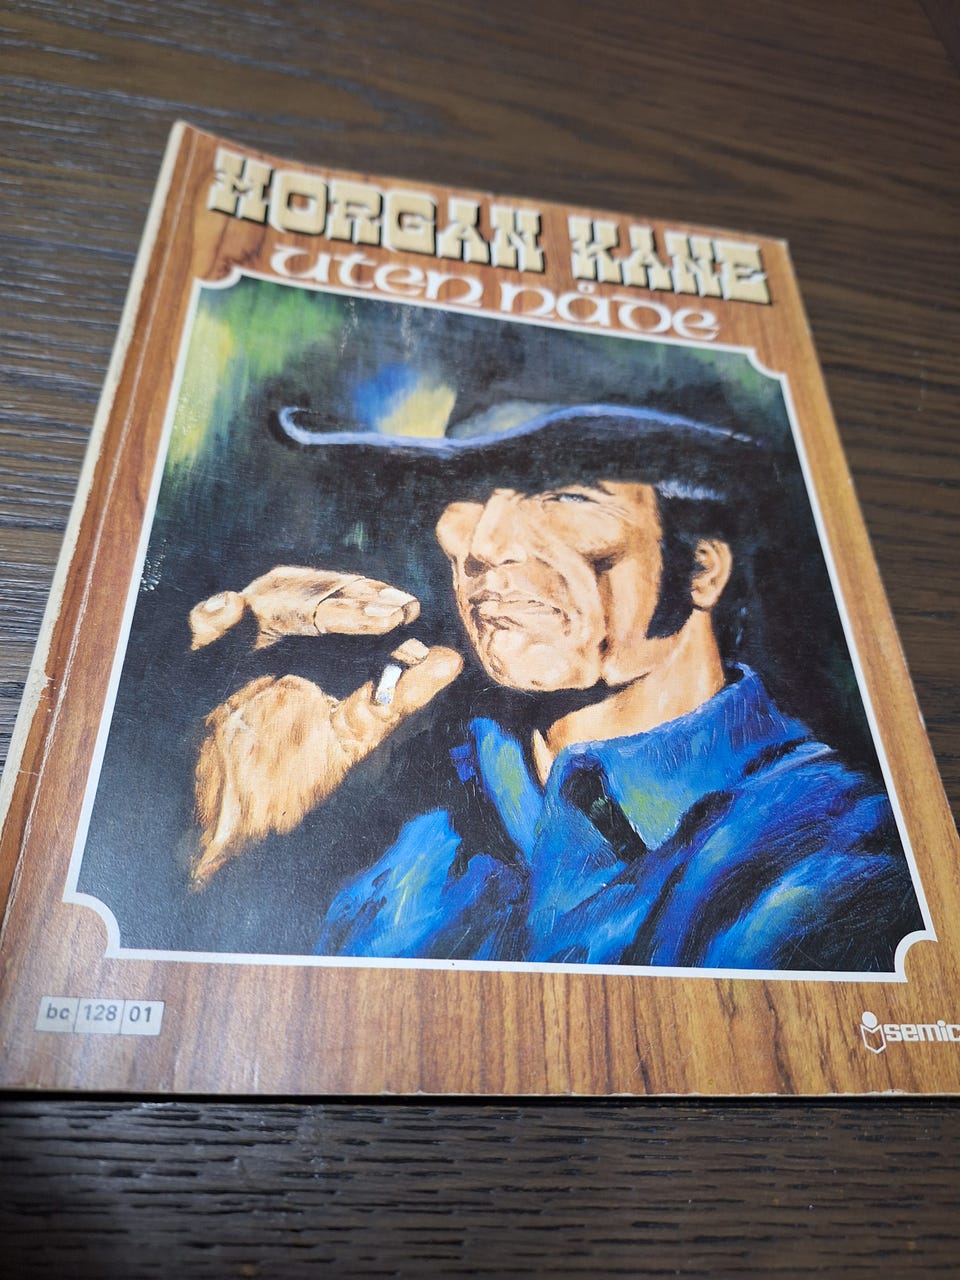 MORGAN KANE
uten nåde
bc 128 01
semic